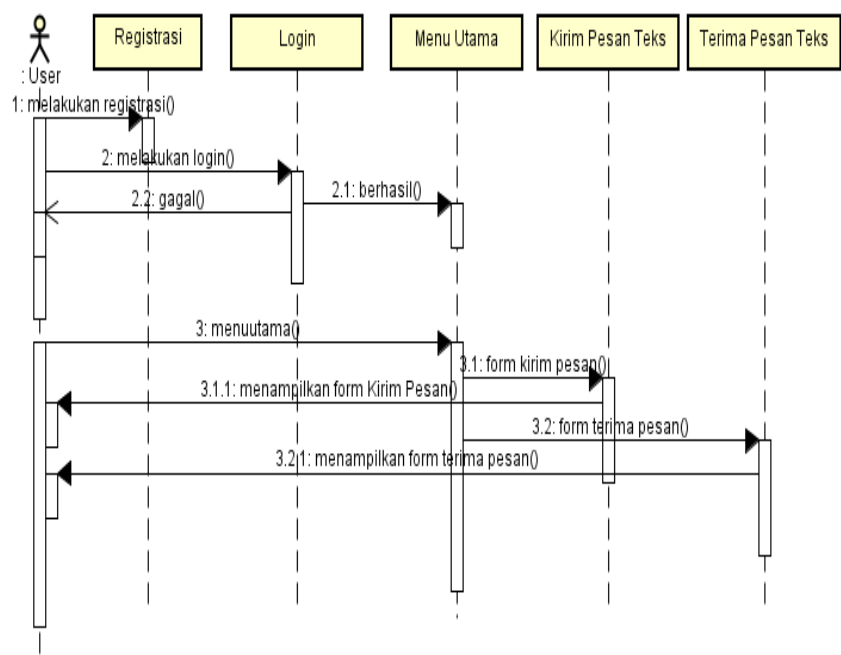 Registrasi
Login
Menu Utama
Kirim Pesan Teks
Terima Pesan Teks
: User
1: melakukan registrasi()
2: melakukan login()
2.1: berhasil()
2.2: gagal()
3: menuutama()
3.1: form kirim pesan()
3.1.1: menampilkan form Kirim Pesan()
3.2: form terima pesan()
3.2.1: menampilkan form terima pesan()